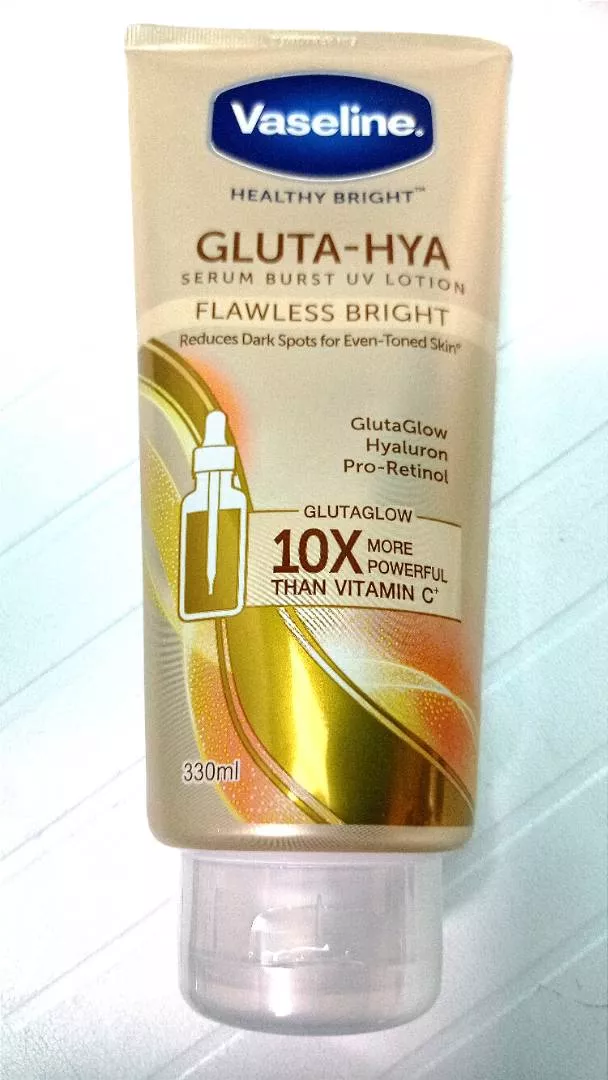 Vaseline.
HEALTHY BRIGHT™
GLUTA-HYA
SERUM BURST UV LOTION
FLAWLESS BRIGHT
Reduces Dark Spots for Even-Toned Skin*
GlutaGlow
Hyaluron
Pro-Retinol
GLUTAGLOW
10X MORE
POWERFUL
THAN VITAMIN C+
330ml